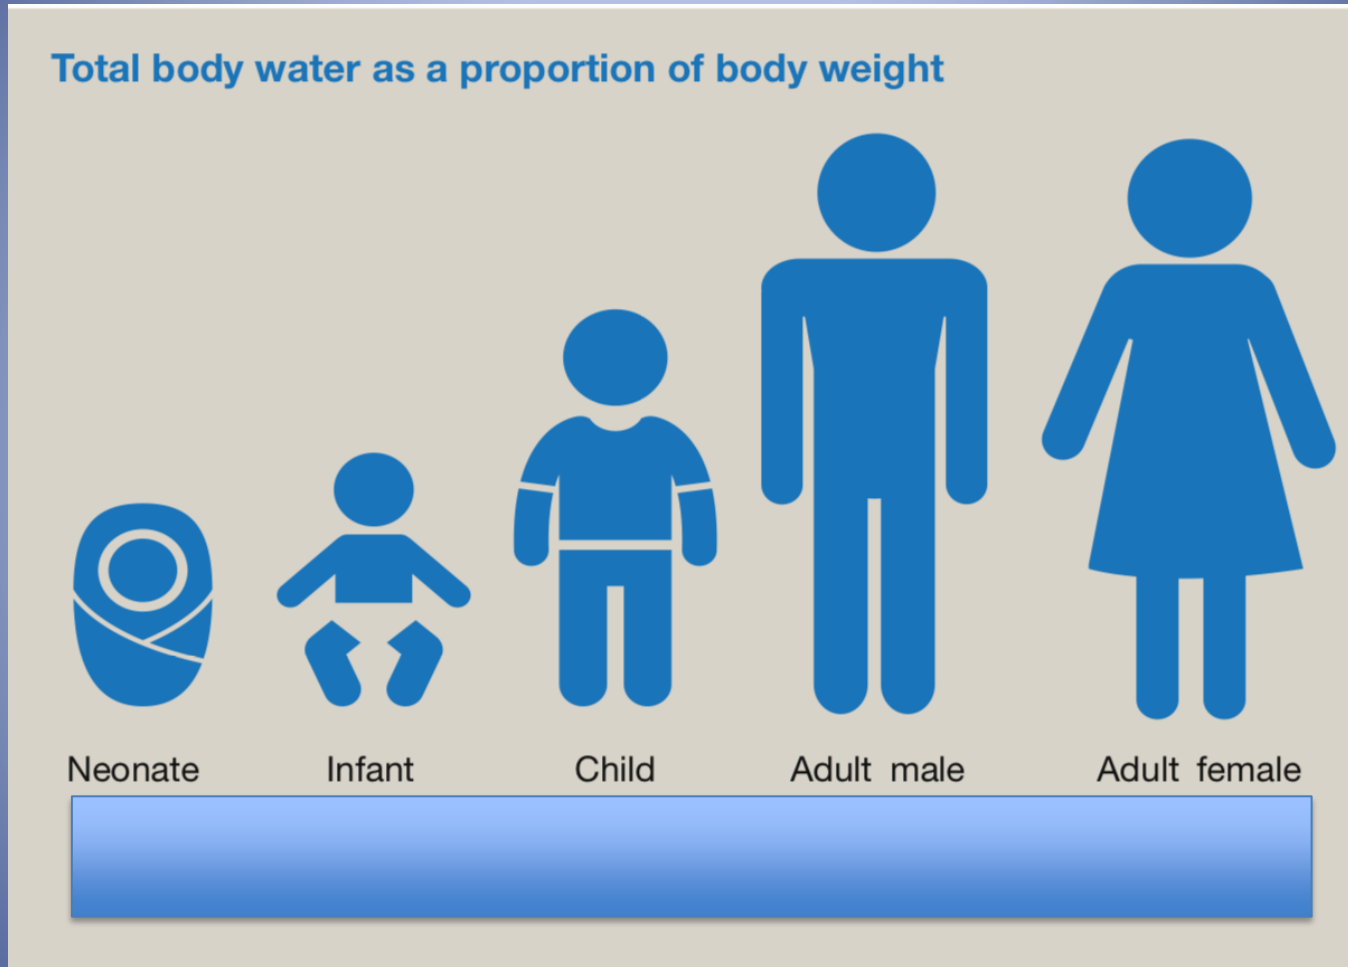 Total body water as a proportion of body weight
Neonate Infant Child Adult male Adult female